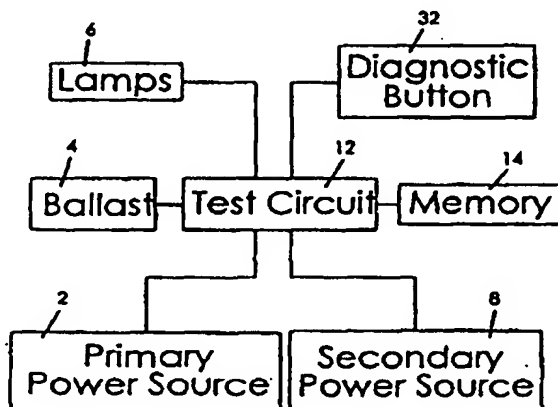 6
32
Lamps
Diagnostic
Button
4
12
14
Ballast
Test Circuit
Memory
2
8
Primary
Power Source
Secondary
Power Source